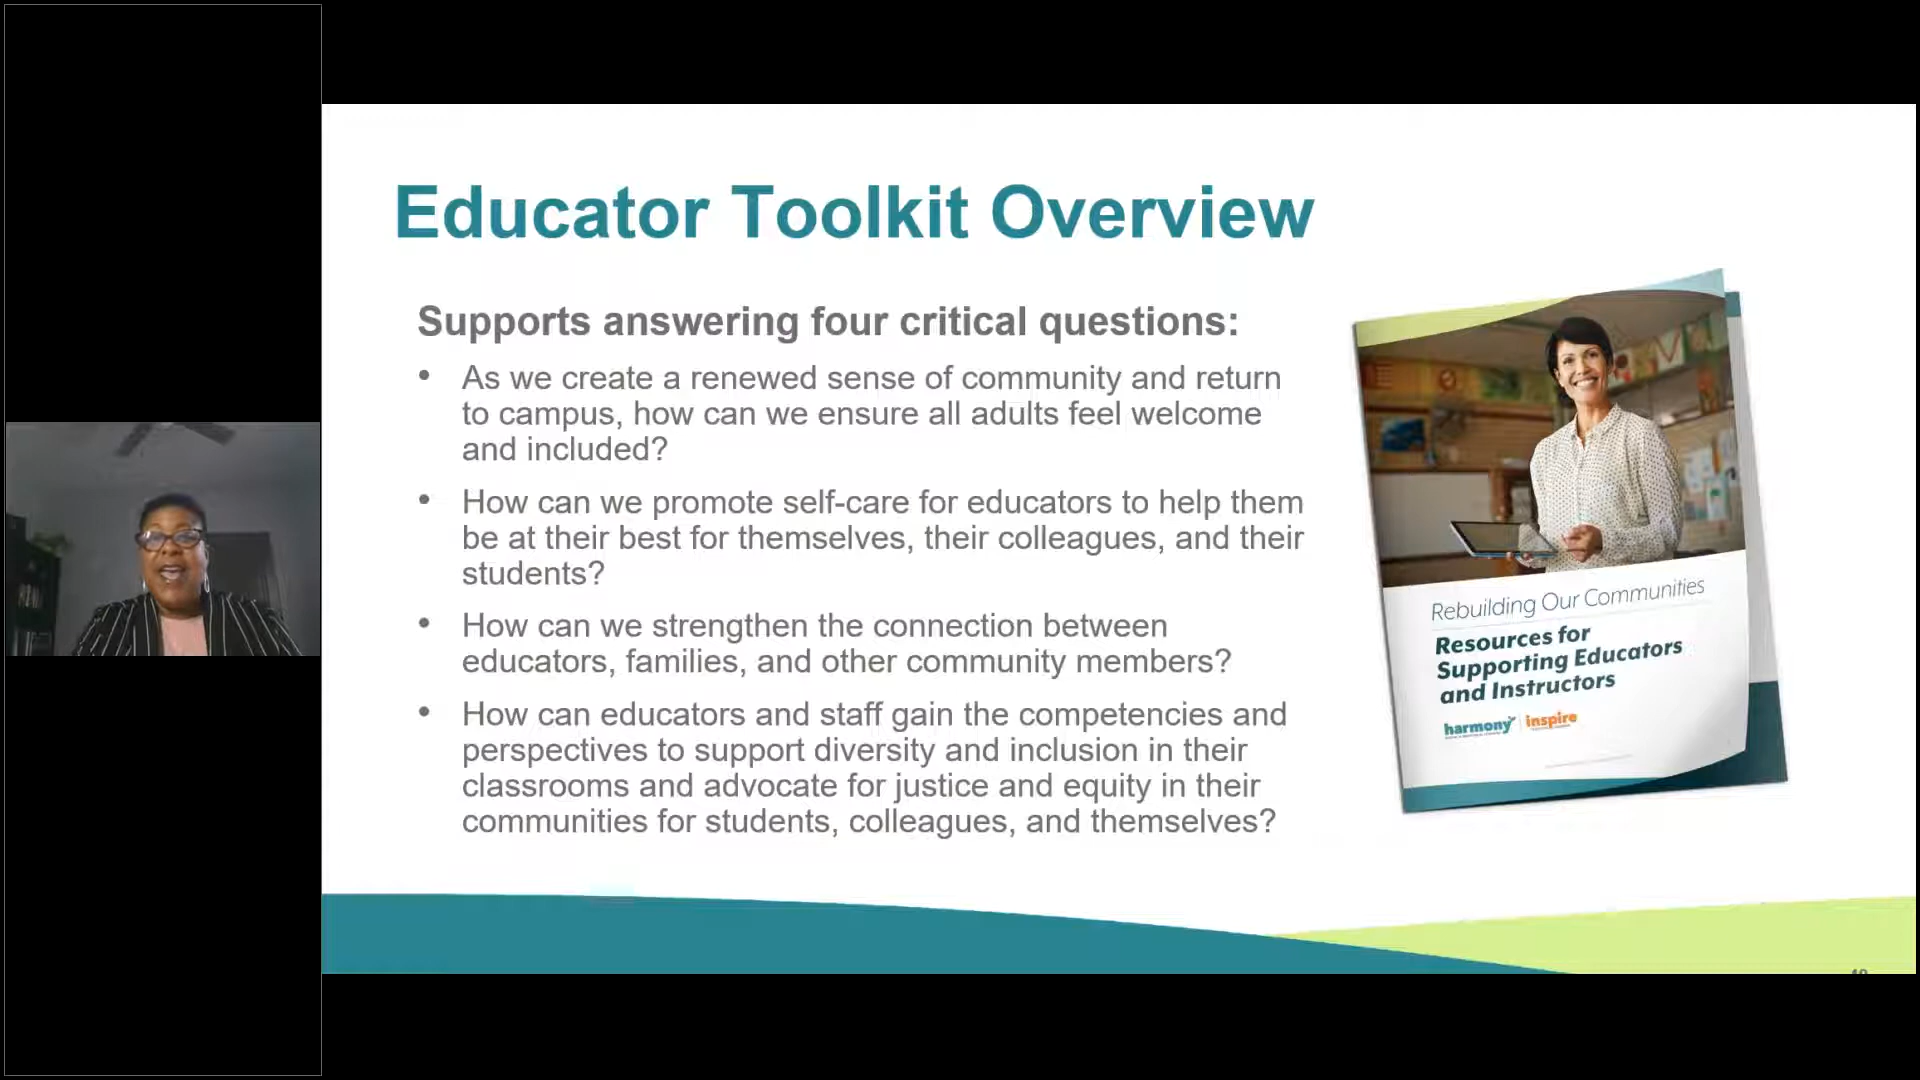 Educator Toolkit Overview
Supports answering four critical questions:
• As we create a renewed sense of community and return
to campus, how can we ensure all adults feel welcome
and included?
• How can we promote self-care for educators to help them
be at their best for themselves, their colleagues, and their
students?
• How can we strengthen the connection between
educators, families, and other community members?
• How can educators and staff gain the competencies and
perspectives to support diversity and inclusion in their
classrooms and advocate for justice and equity in their
communities for students, colleagues, and themselves?
Rebuilding Our Communities
Resources for
Supporting Educators
and Instructors
harmony inspire